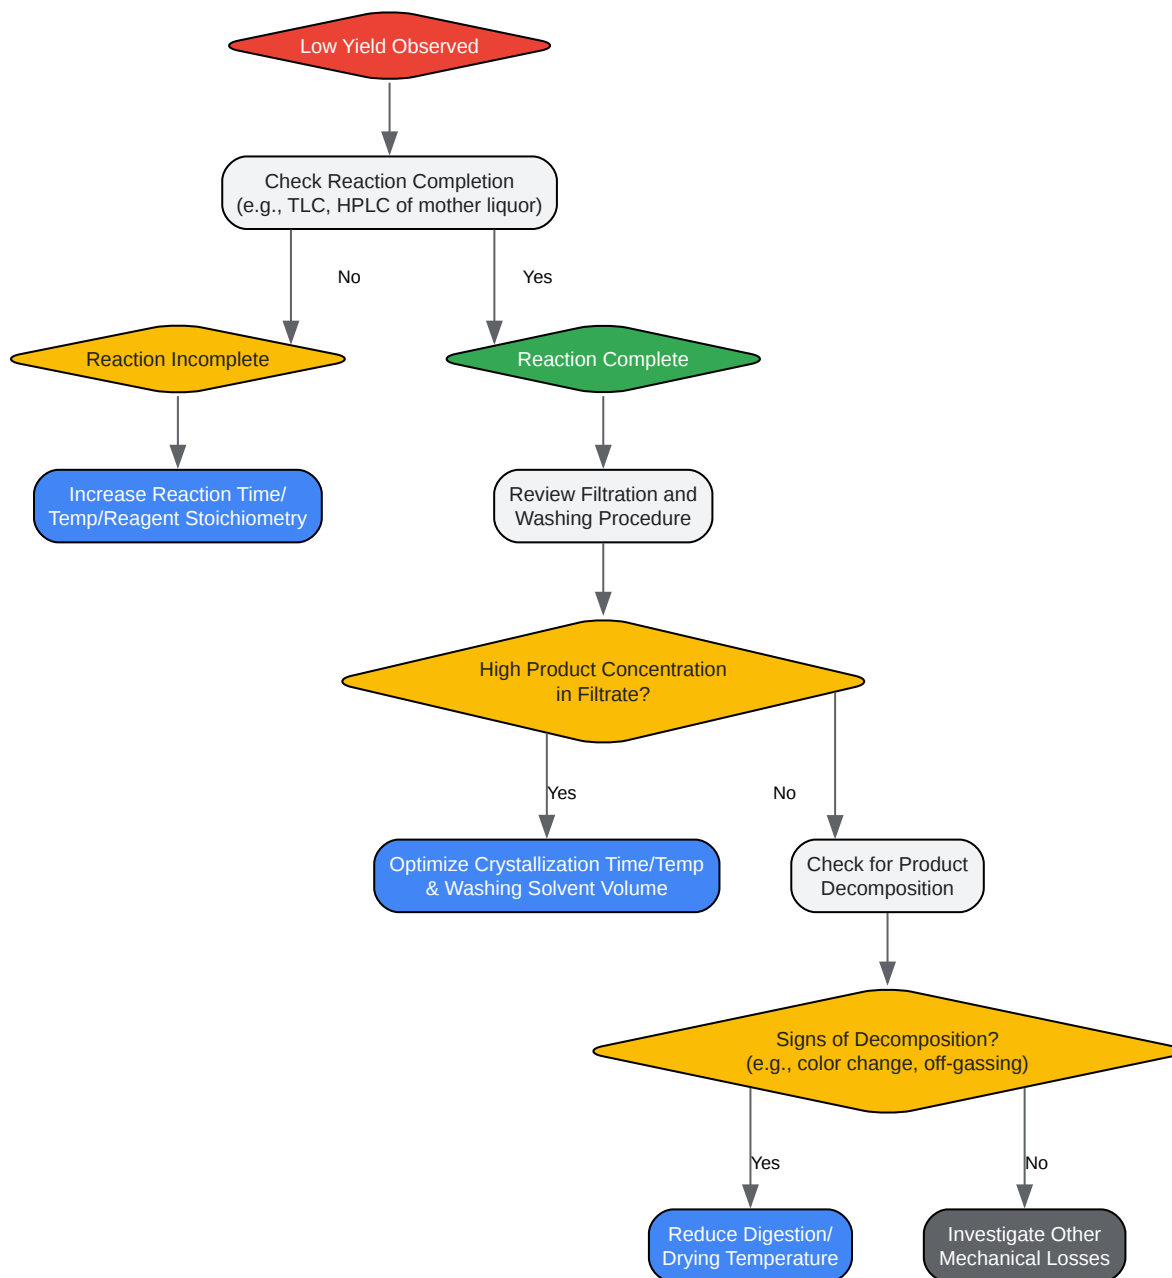 Low Yield Observed
Check Reaction Completion
(e.g., TLC, HPLC of mother liquor)
No
Yes
Reaction Incomplete
Reaction Complete
Increase Reaction Time/
Temp/Reagent Stoichiometry
Review Filtration and
Washing Procedure
High Product Concentration
in Filtrate?
Yes
No
Optimize Crystallization Time/Temp
& Washing Solvent Volume
Check for Product
Decomposition
Signs of Decomposition?
(e.g., color change, off-gassing)
Yes
No
Reduce Digestion/
Drying Temperature
Investigate Other
Mechanical Losses